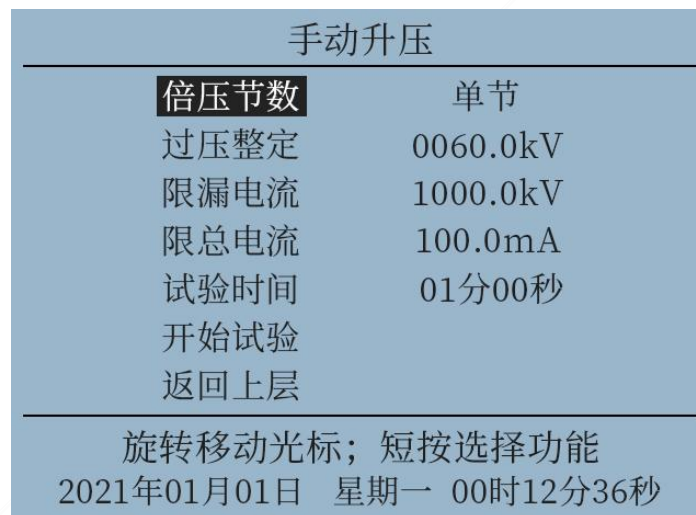 手动升压
倍压节数 单节
过压整定 0060.0kV
限漏电流 1000.0kV
限总电流 100.0mA
试验时间 01分00秒
开始试验
返回上层
旋转移动光标；短按选择功能
2021年01月01日 星期一 00时12分36秒